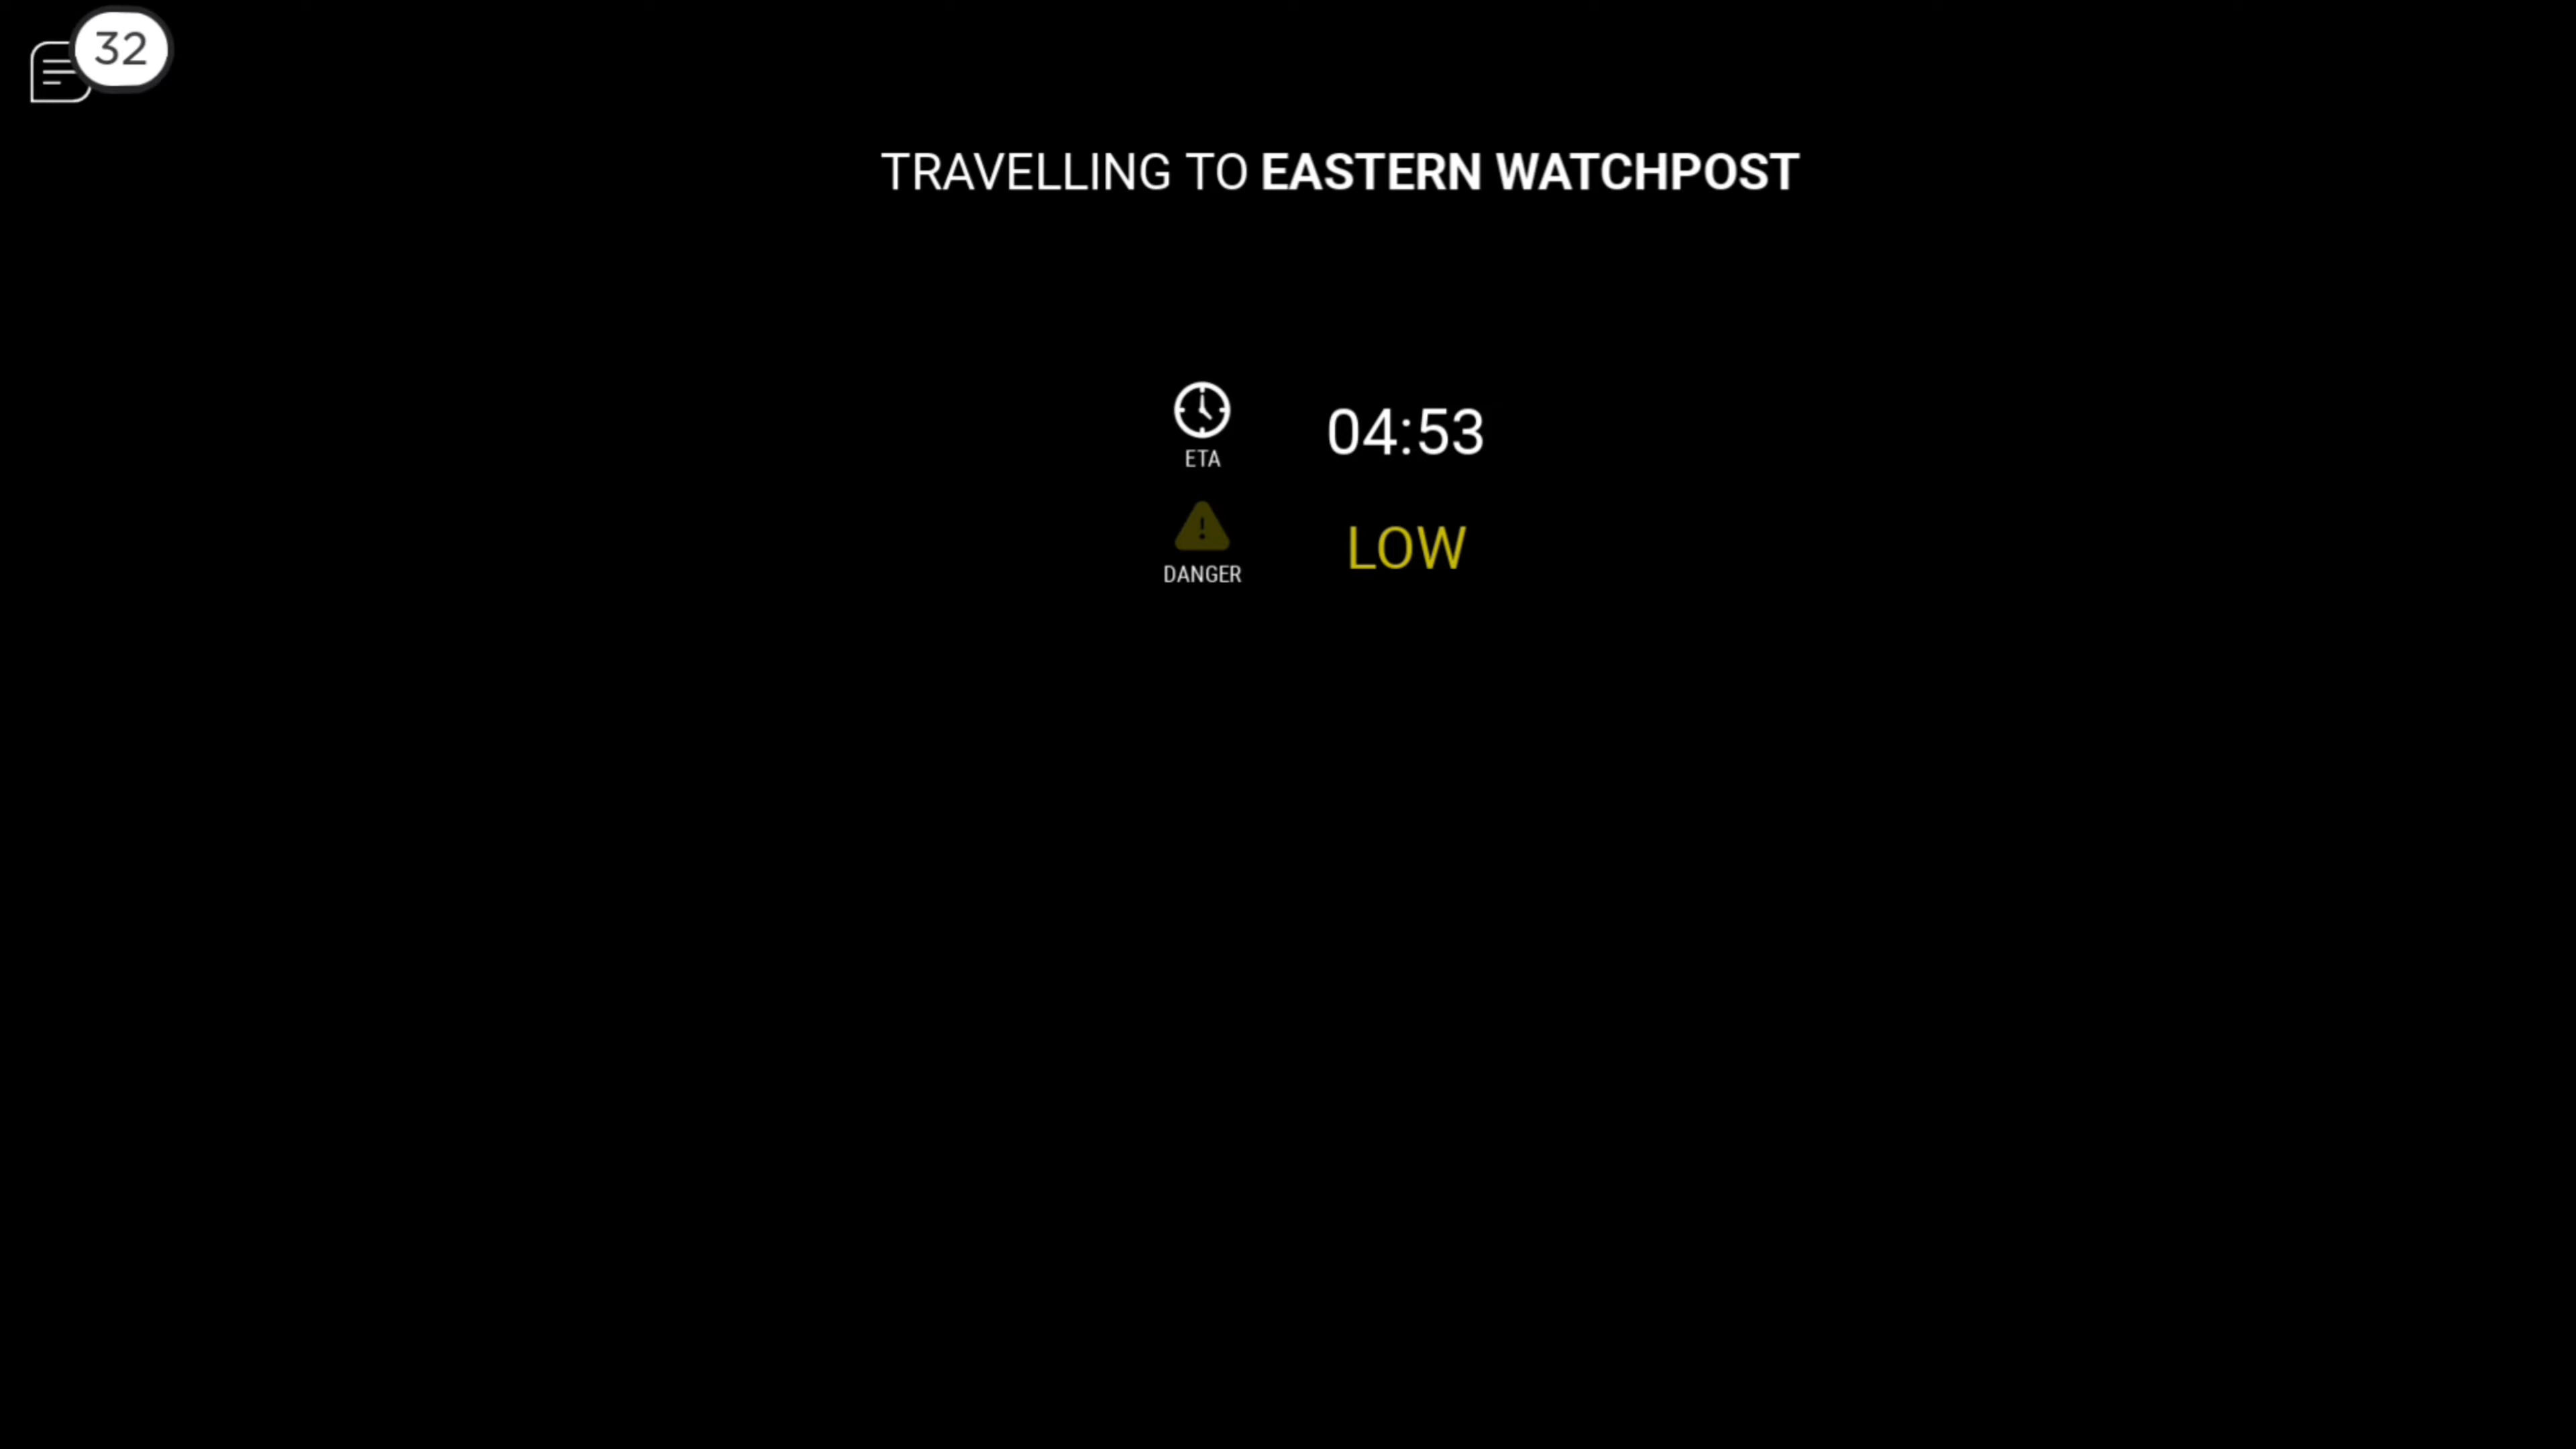 32
TRAVELLING TO EASTERN WATCHPOST
04:53
ETA
LOW
DANGER